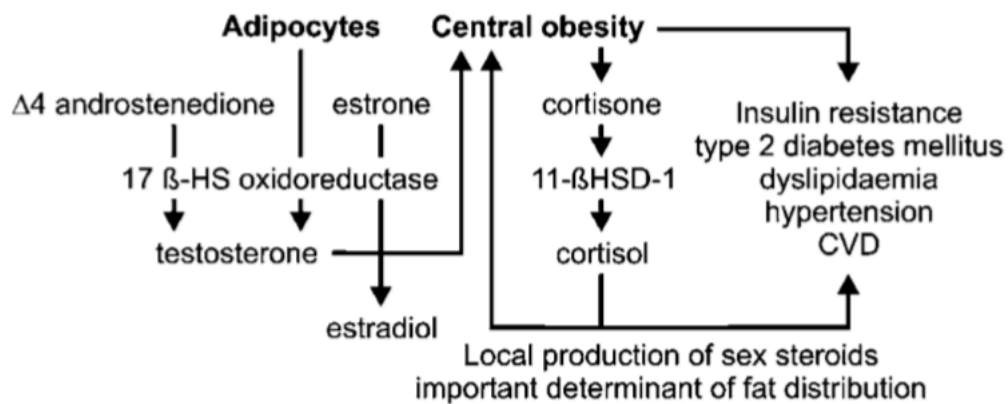 Adipocytes
Central obesity
Δ4 androstenedione
estrone
cortisone
Insulin resistance
type 2 diabetes mellitus
dyslipidaemia
hypertension
CVD
17 ß-HS oxidoreductase
11-ßHSD-1
testosterone
cortisol
estradiol
Local production of sex steroids
important determinant of fat distribution